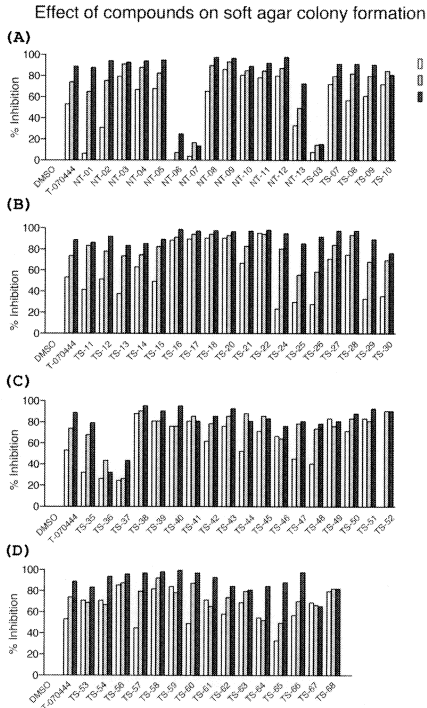 Effect of compounds on soft agar colony formation
(A)
% Inhibition
100
80
60
40
20
0
DMSO
T-070444
NT-01
NT-02
NT-03
NT-04
NT-05
NT-06
NT-07
NT-08
NT-09
NT-10
NT-11
NT-12
NT-13
TS-03
TS-07
TS-08
TS-09
TS-10
(B)
% Inhibition
100
80
60
40
20
0
DMSO
T-070444
TS-11
TS-12
TS-13
TS-14
TS-15
TS-16
TS-17
TS-18
TS-20
TS-21
TS-22
TS-24
TS-25
TS-26
TS-27
TS-28
TS-29
TS-30
(C)
% Inhibition
100
80
60
40
20
0
DMSO
T-070444
TS-35
TS-36
TS-37
TS-38
TS-39
TS-40
TS-41
TS-42
TS-43
TS-44
TS-45
TS-46
TS-47
TS-48
TS-49
TS-50
TS-51
TS-52
(D)
% Inhibition
100
80
60
40
20
0
DMSO
T-070444
TS-53
TS-54
TS-56
TS-57
TS-58
TS-59
TS-60
TS-61
TS-62
TS-63
TS-64
TS-65
TS-66
TS-67
TS-68